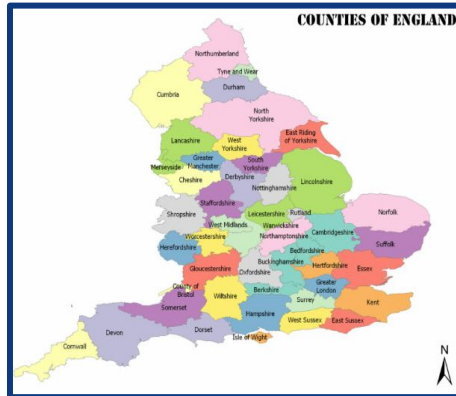 COUNTIES OF ENGLAND
Northumberland
Tyne and Wear
Durham
Cumbria
North
Yorkshire
Lancashire
West
Yorkshire
East Riding
of Yorkshire
Greater
Manchester
South
Yorkshire
Merseyside
Cheshire
Derbyshire
Nottinghamshire
Lincolnshire
Staffordshire
Shropshire
Leicestershire
Rutland
Norfolk
West Midlands
Warwickshire
Northamptonshire
Cambridgeshire
Suffolk
Worcestershire
Herefordshire
Bedfordshire
Buckinghamshire
Gloucestershire
Oxfordshire
Hertfordshire
Essex
County of
Bristol
Greater
London
Wiltshire
Berkshire
Surrey
Kent
Somerset
Hampshire
West Sussex
East Sussex
Devon
Dorset
Isle of Wight
Cornwall
N